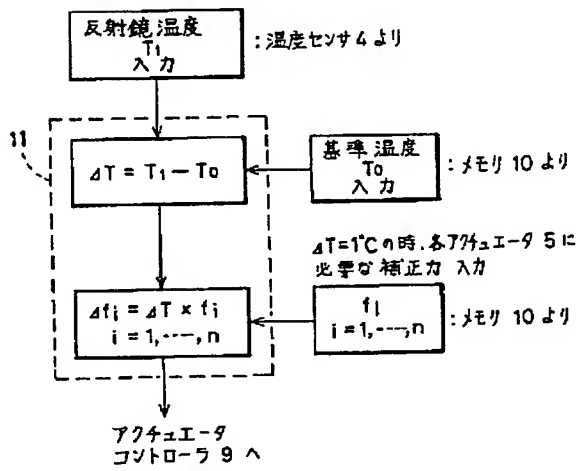 反射鏡温度
T₁
入力
:温度センサ4より
11
ΔT = T₁ − T₀
基準温度
T₀
入力
:メモリ10より
ΔT=1℃の時、各アクチュエータ5に
必要な補正力 入力
Δfi = ΔT × fi
i = 1,----,n
fi
i = 1,----,n
:メモリ10より
アクチュエータ
コントローラ9へ